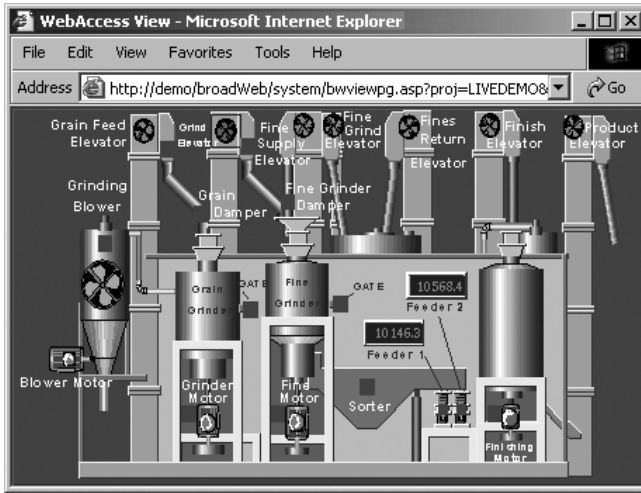 WebAccess View - Microsoft Internet Explorer
File Edit View Favorites Tools Help
Address http://demo/broadWeb/system/bwviewpg.asp?proj=LIVEDEMO& Go
Grain Feed
Elevator
Grind
Elevator
Fine
Supply
Elevator
Fine
Grind
Elevator
Fines
Return
Elevator
Finish
Elevator
Product
Elevator
Grinding
Blower
Grain
Damper
Fine Grinder
Damper
Grain
Grinder
GATE
Fine
Grinder
GATE
10568.4
Feeder 2
10146.3
Feeder 1
Blower Motor
Grinder
Motor
Fine
Motor
Sorter
Finishing
Motor